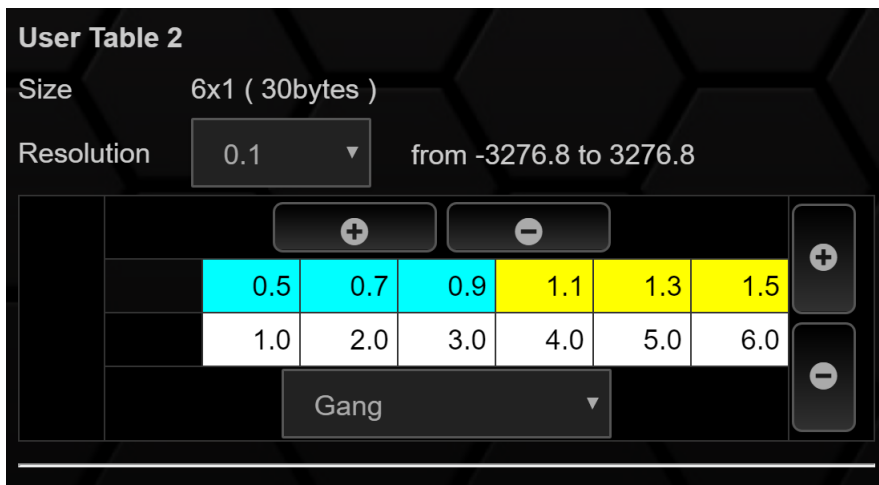 User Table 2
Size 6x1 ( 30bytes )
Resolution 0.1 from -3276.8 to 3276.8
0.5 0.7 0.9 1.1 1.3 1.5
1.0 2.0 3.0 4.0 5.0 6.0
Gang